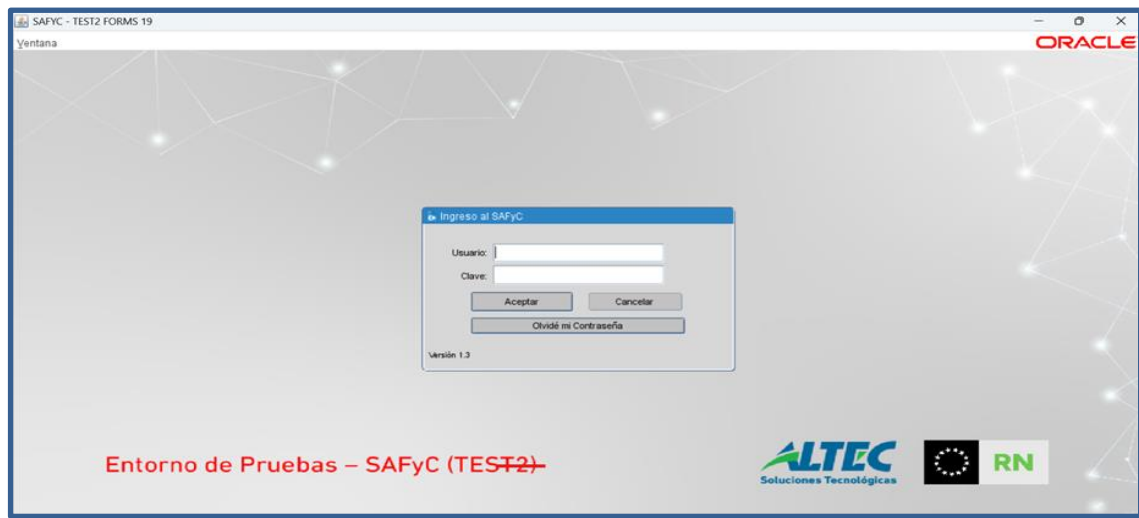 SAFYC - TEST2 FORMS 19
Ventana
ORACLE
Ingreso al SAFyC
Usuario:
Clave:
Aceptar Cancelar
Olvidé mi Contraseña
Versión 1.3
Entorno de Pruebas – SAFyC (TEST2)
ALTEC
Soluciones Tecnológicas
RN